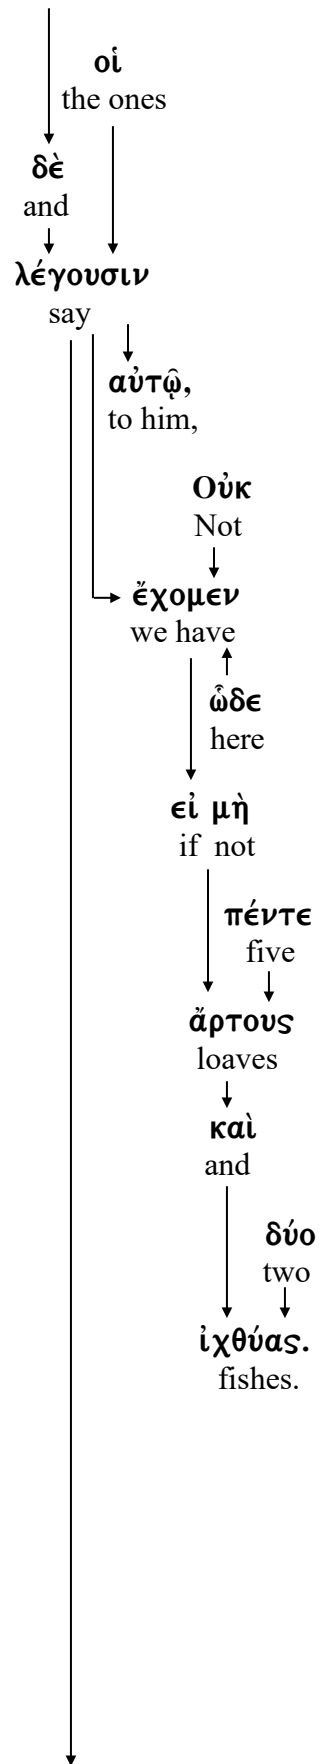 οἱ
the ones
δὲ
and
λέγουσιν
say
αὐτῷ,
to him,
Οὐκ
Not
ἔχομεν
we have
ὧδε
here
εἰ μὴ
if not
πέντε
five
ἄρτους
loaves
καὶ
and
δύο
two
ἰχθύας.
fishes.